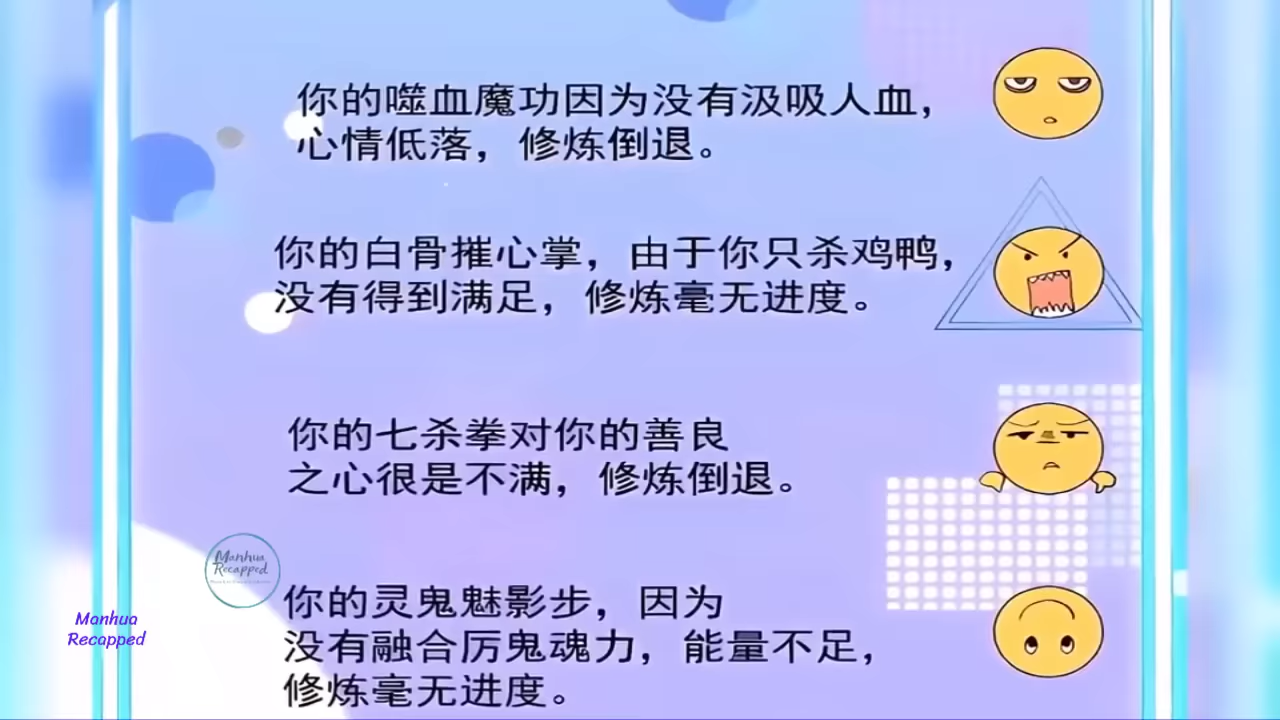 你的噬血魔功因为没有汲吸人血，
心情低落，修炼倒退。
你的白骨摧心掌，由于你只杀鸡鸭，
没有得到满足，修炼毫无进度。
你的七杀拳对你的善良
之心很是不满，修炼倒退。
Manhua
Recapped
你的灵鬼魅影步，因为
没有融合厉鬼魂力，能量不足，
修炼毫无进度。
Manhua
Recapped